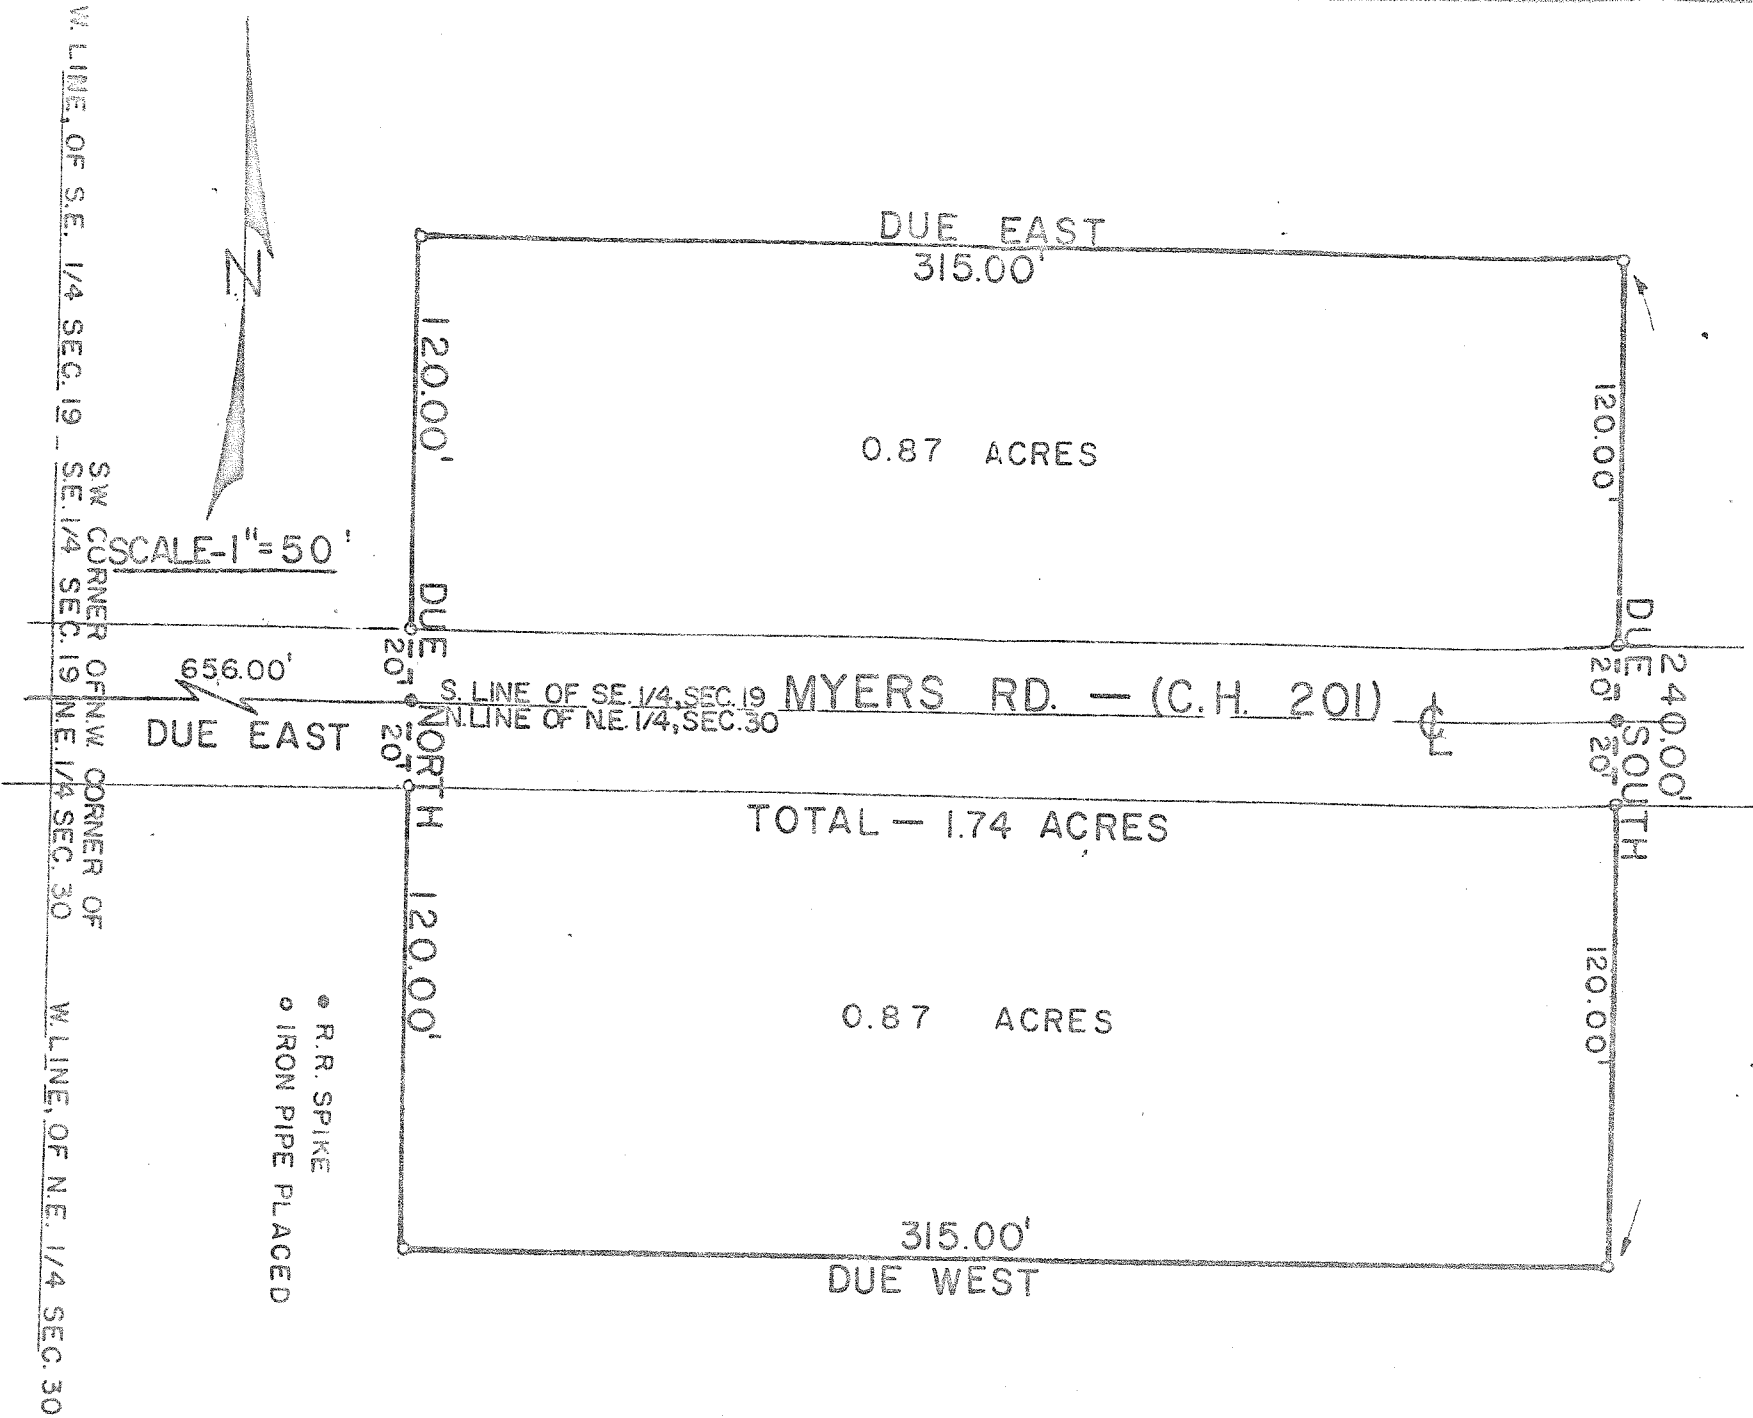 W. LINE, OF S.E. 1/4 SEC. 19
S.W. CORNER OF N.W. CORNER OF
S.E. 1/4 SEC. 19 N.E. 1/4 SEC. 30
W. LINE, OF N.E. 1/4 SEC. 30
N
SCALE-1"=50'
DUE EAST
315.00'
120.00'
0.87 ACRES
120.00'
DUE NORTH
20'
20'
656.00'
DUE EAST
S. LINE OF S.E. 1/4, SEC. 19
N. LINE OF N.E. 1/4, SEC. 30
MYERS RD. — (C.H. 201)
℄
20'
20'
DUE SOUTH
240.00'
TOTAL — 1.74 ACRES
120.00'
0.87 ACRES
120.00'
315.00'
DUE WEST
R.R. SPIKE
IRON PIPE PLACED